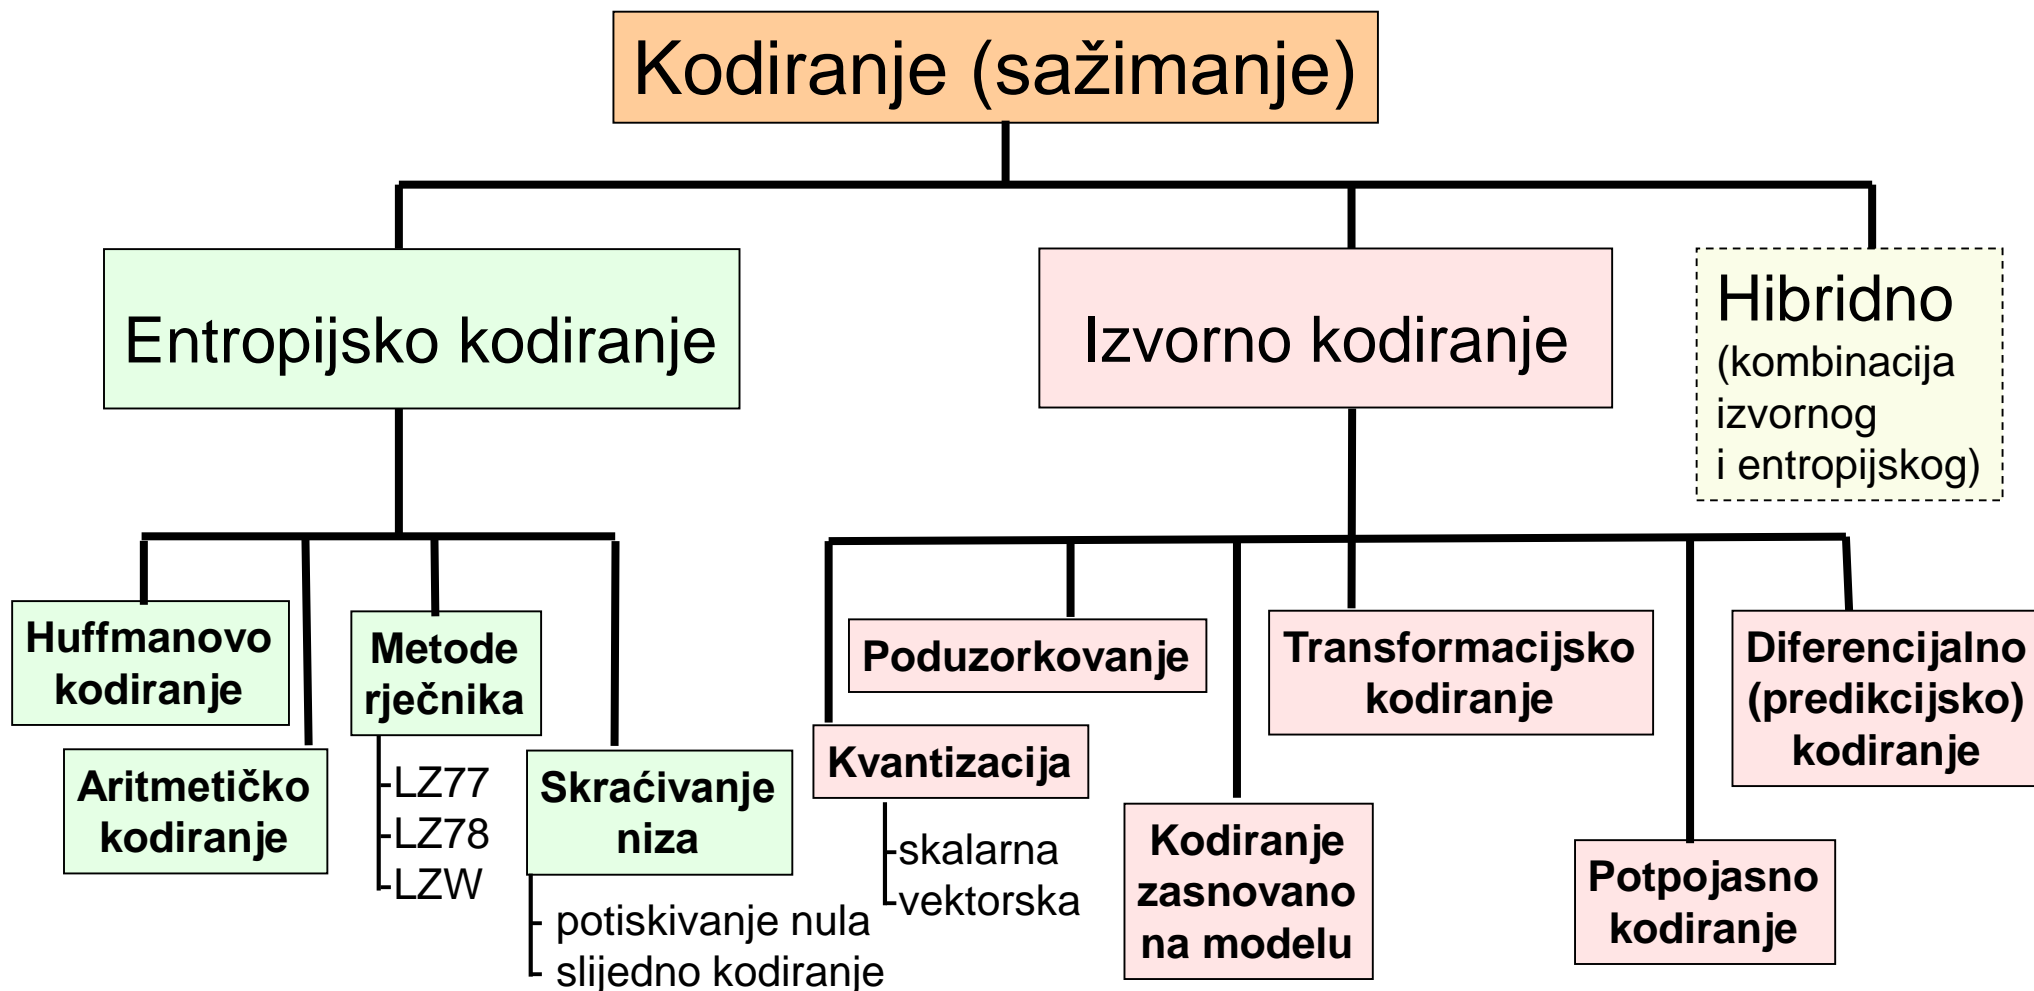 Kodiranje (sažimanje)
Entropijsko kodiranje
Izvorno kodiranje
Hibridno
(kombinacija
izvornog
i entropijskog)
Huffmanovo
kodiranje
Aritmetičko
kodiranje
Metode
rječnika
LZ77
LZ78
LZW
Skraćivanje
niza
potiskivanje nula
slijedno kodiranje
Poduzorkovanje
Kvantizacija
skalarna
vektorska
Kodiranje
zasnovano
na modelu
Transformacijsko
kodiranje
Potpojasno
kodiranje
Diferencijalno
(predikcijsko)
kodiranje